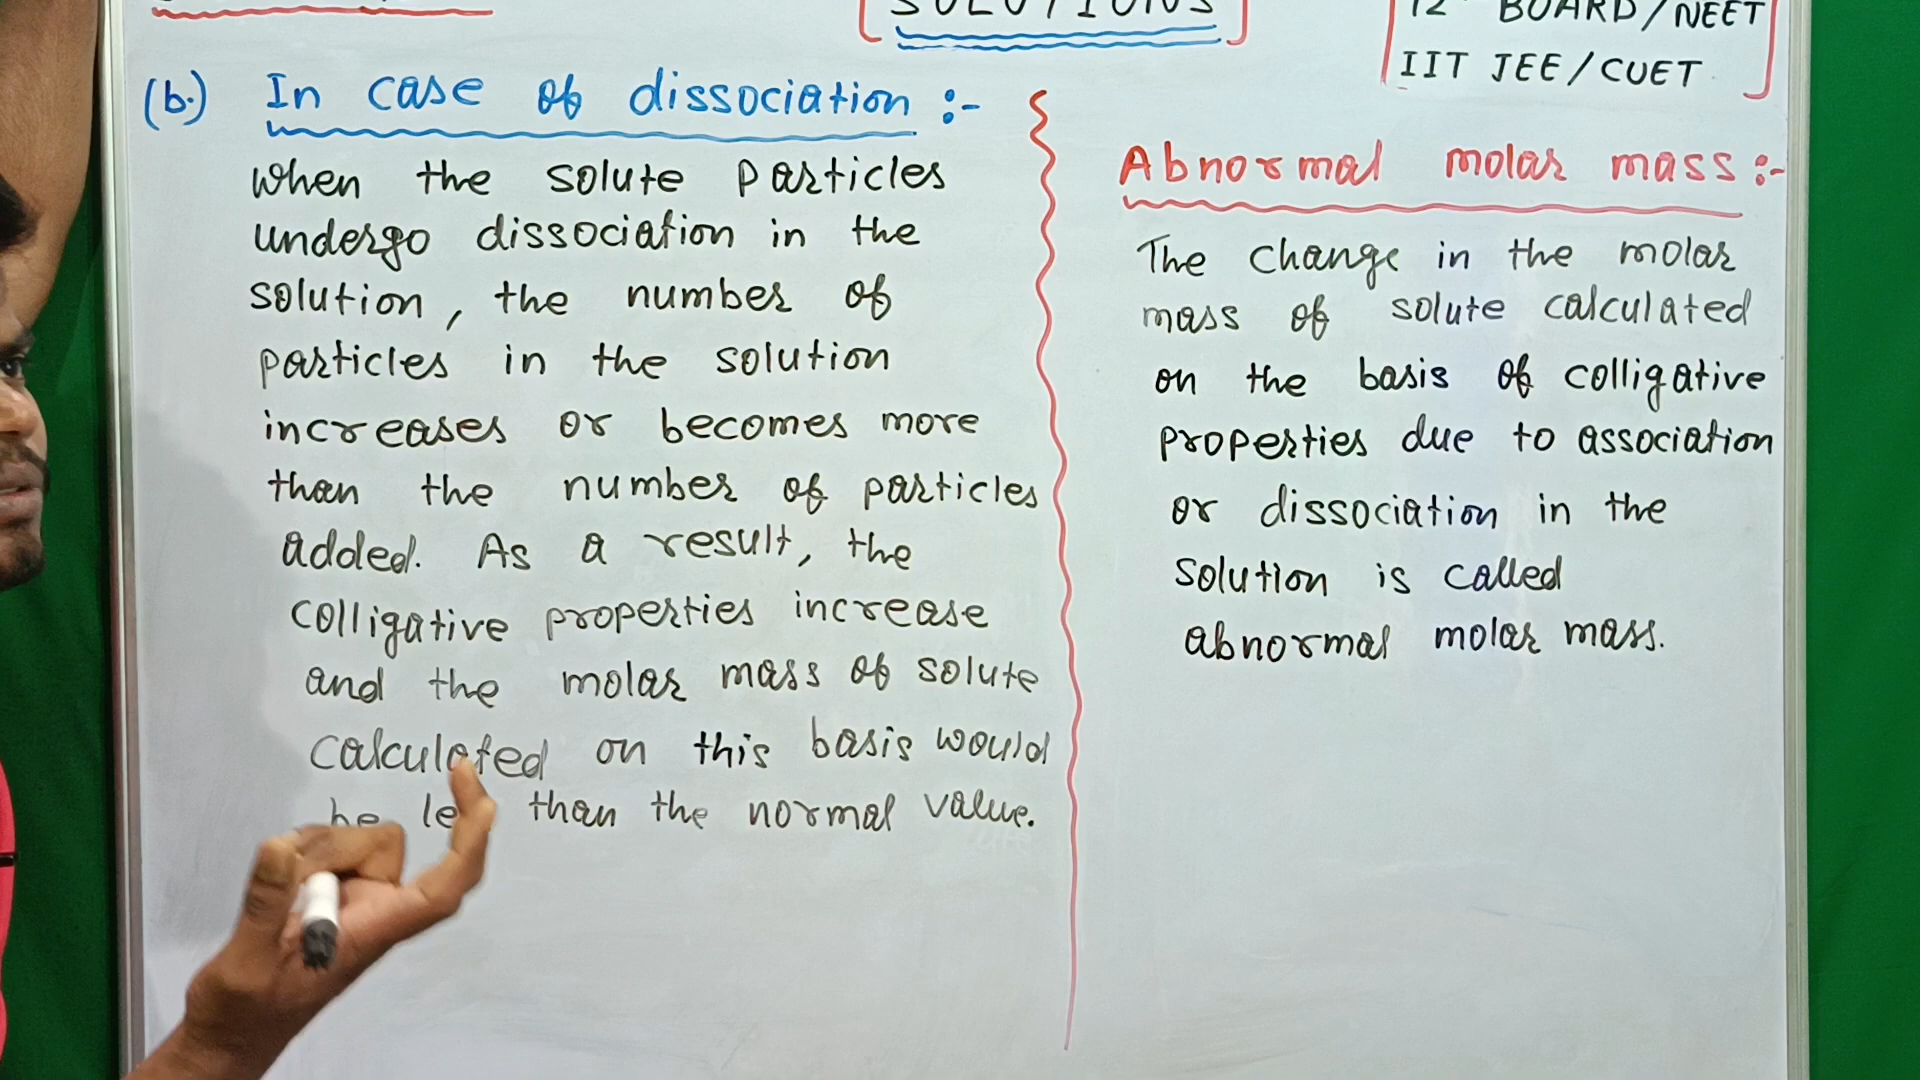 SOLUTIONS
12 BOARD/NEET
IIT JEE/CUET
(b.) In case of dissociation :-
When the solute particles
undergo dissociation in the
solution, the number of
particles in the solution
increases or becomes more
than the number of particles
added. As a result, the
colligative properties increase
and the molar mass of solute
calculated on this basis would
be than the normal value.
Abnormal molar mass :-
The change in the molar
mass of solute calculated
on the basis of colligative
properties due to association
or dissociation in the
solution is called
abnormal molar mass.